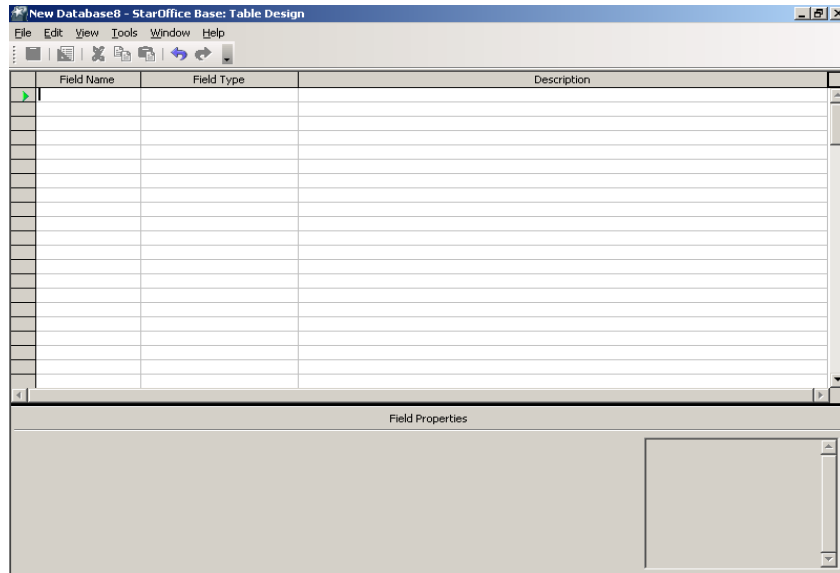 New Database8 - StarOffice Base: Table Design
File Edit View Tools Window Help
Field Name Field Type Description
Field Properties